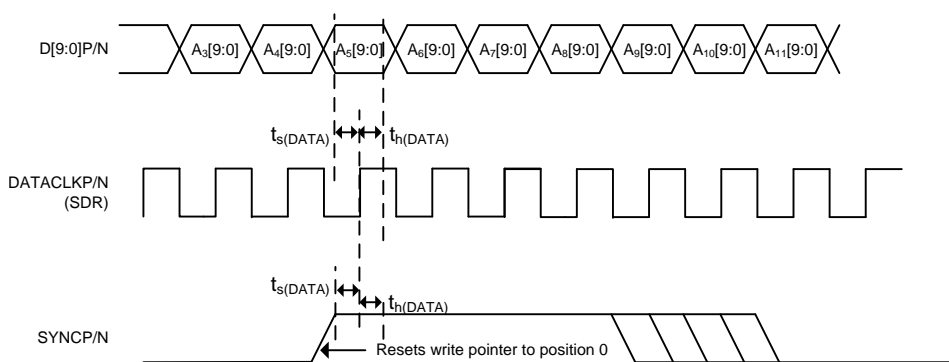 D[9:0]P/N
A₃[9:0] A₄[9:0] A₅[9:0] A₆[9:0] A₇[9:0] A₈[9:0] A₉[9:0] A₁₀[9:0] A₁₁[9:0]
tₛ(DATA) tₕ(DATA)
DATACLKP/N
(SDR)
tₛ(DATA)
tₕ(DATA)
SYNCP/N
Resets write pointer to position 0